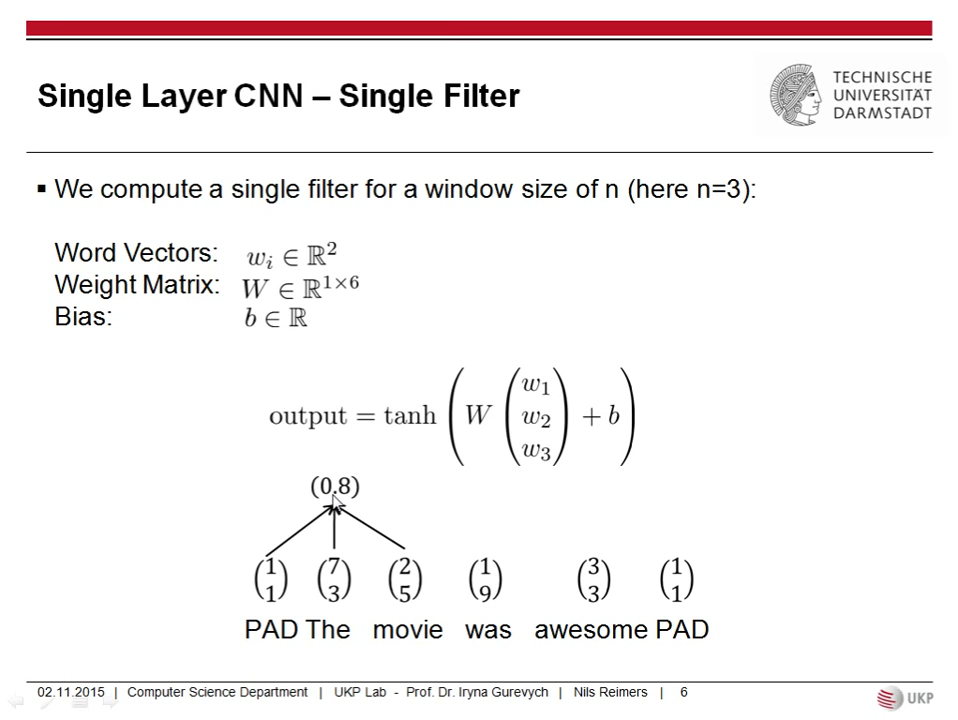 Single Layer CNN – Single Filter
TECHNISCHE
UNIVERSITÄT
DARMSTADT
▪ We compute a single filter for a window size of n (here n=3):
Word Vectors: w_i ∈ ℝ^2
Weight Matrix: W ∈ ℝ^{1×6}
Bias: b ∈ ℝ
output = tanh ( W ( w_1 w_2 w_3 ) + b )
(0.8)
(1 1) (7 3) (2 5) (1 9) (3 3) (1 1)
PAD The movie was awesome PAD
02.11.2015 | Computer Science Department | UKP Lab - Prof. Dr. Iryna Gurevych | Nils Reimers | 6
UKP